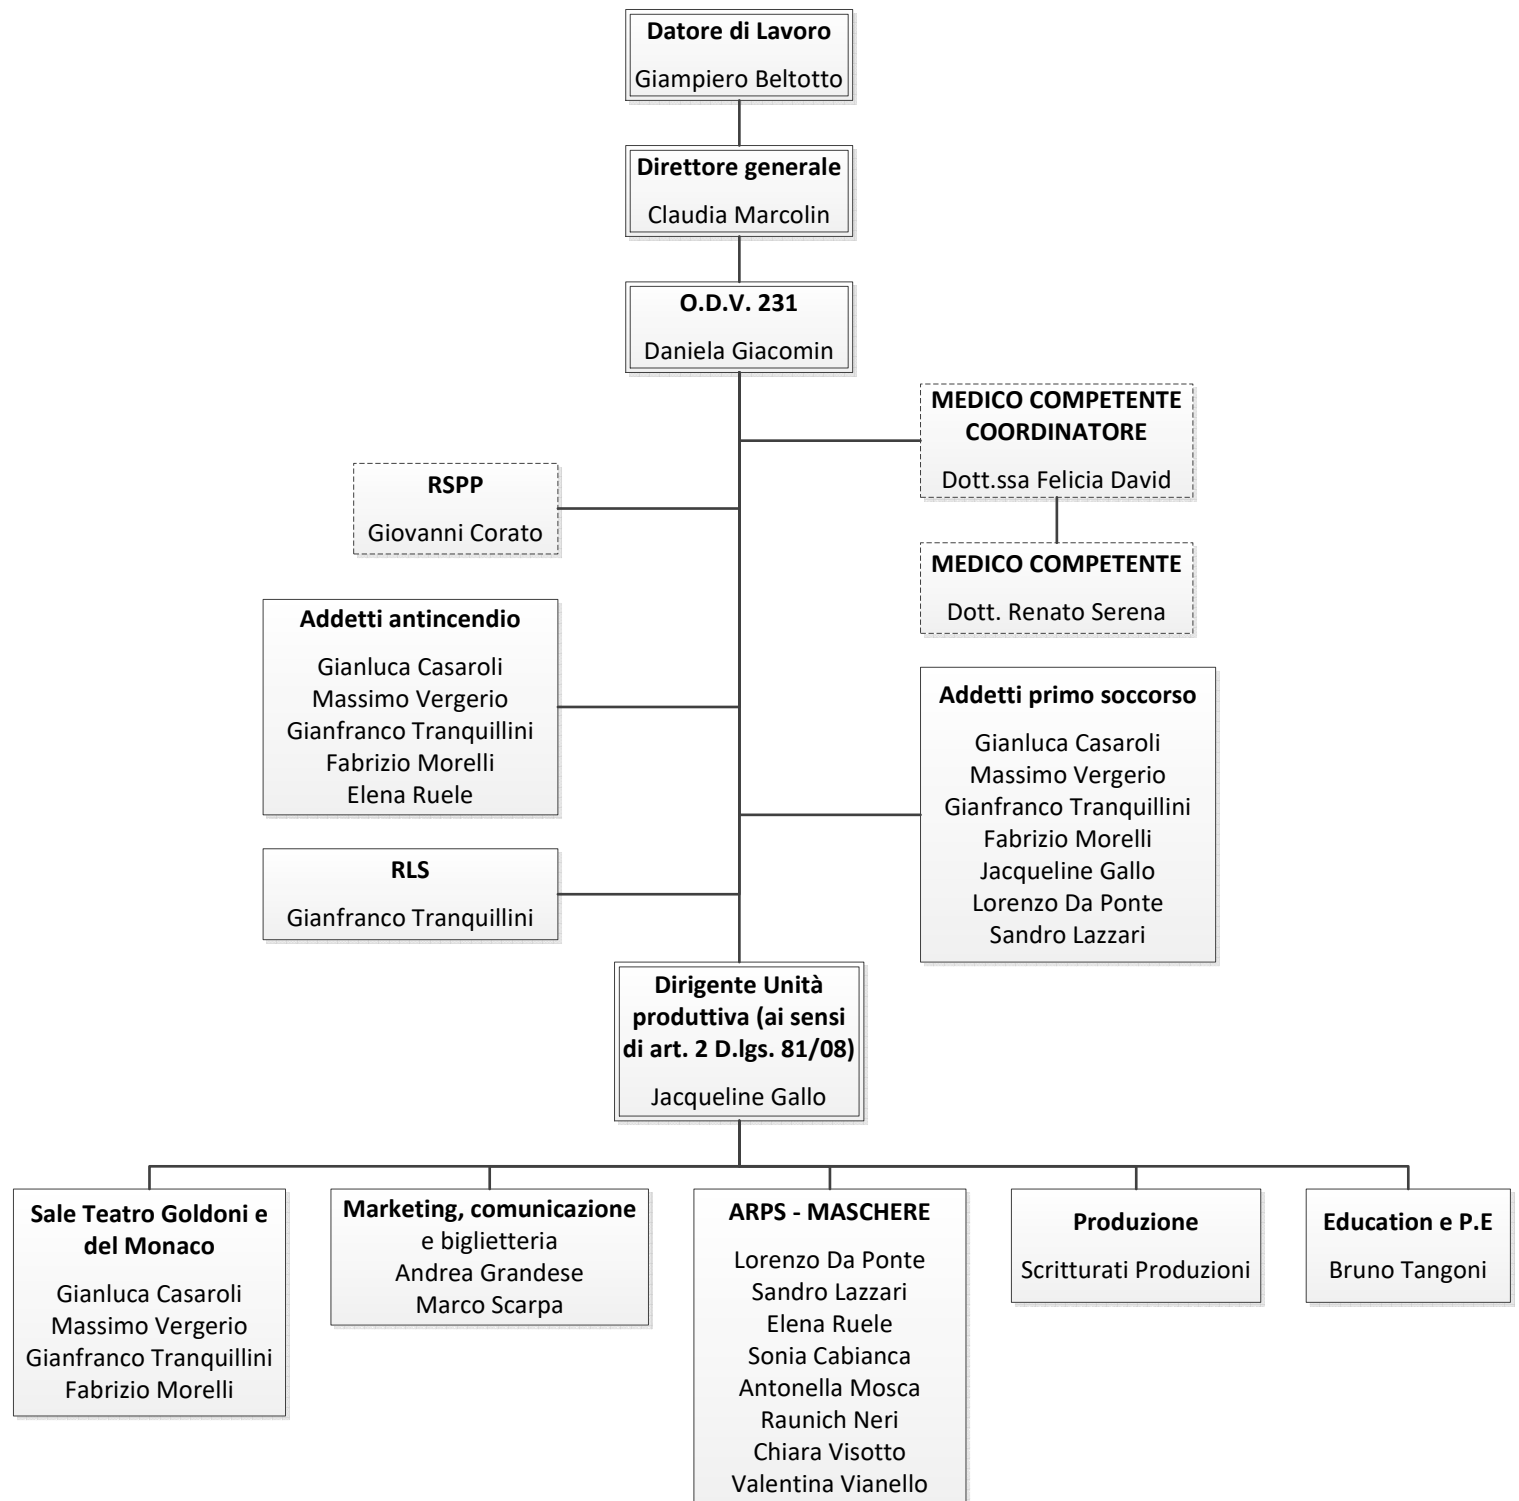 Datore di Lavoro
Giampiero Beltotto
Direttore generale
Claudia Marcolin
O.D.V. 231
Daniela Giacomin
MEDICO COMPETENTE
COORDINATORE
Dott.ssa Felicia David
RSPP
Giovanni Corato
MEDICO COMPETENTE
Dott. Renato Serena
Addetti antincendio
Gianluca Casaroli
Massimo Vergerio
Gianfranco Tranquillini
Fabrizio Morelli
Elena Ruele
Addetti primo soccorso
Gianluca Casaroli
Massimo Vergerio
Gianfranco Tranquillini
Fabrizio Morelli
Jacqueline Gallo
Lorenzo Da Ponte
Sandro Lazzari
RLS
Gianfranco Tranquillini
Dirigente Unità
produttiva (ai sensi
di art. 2 D.lgs. 81/08)
Jacqueline Gallo
Sale Teatro Goldoni e
del Monaco
Gianluca Casaroli
Massimo Vergerio
Gianfranco Tranquillini
Fabrizio Morelli
Marketing, comunicazione
e biglietteria
Andrea Grandese
Marco Scarpa
ARPS - MASCHERE
Lorenzo Da Ponte
Sandro Lazzari
Elena Ruele
Sonia Cabianca
Antonella Mosca
Raunich Neri
Chiara Visotto
Valentina Vianello
Produzione
Scritturati Produzioni
Education e P.E
Bruno Tangoni